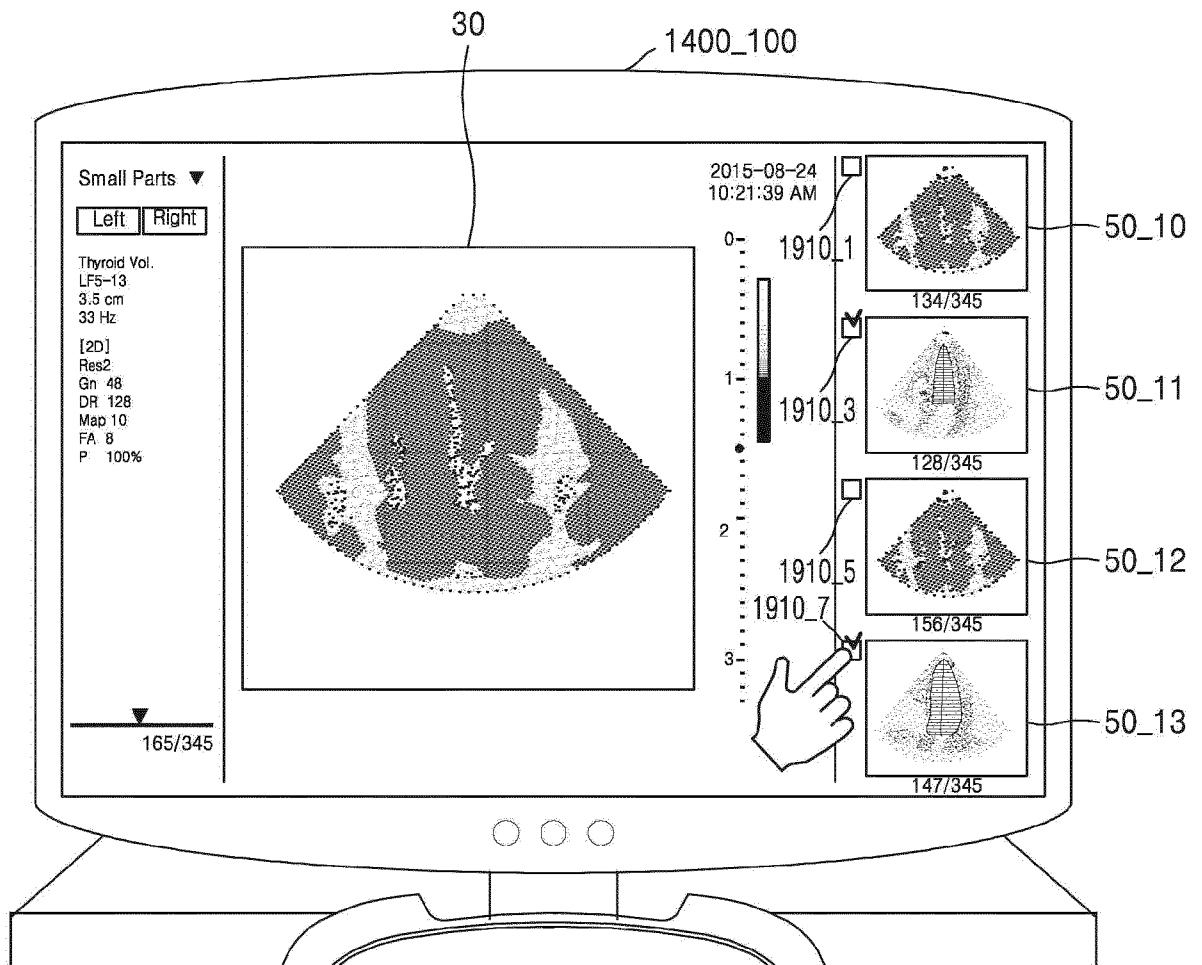 30
1400_100
Small Parts ▼
Left Right
Thyroid Vol.
LF5-13
3.5 cm
33 Hz
[2D]
Res2
Gn 48
DR 128
Map 10
FA 8
P 100%
165/345
2015-08-24
10:21:39 AM
0
1
2
3
1910_1
50_10
134/345
1910_3
50_11
128/345
1910_5
50_12
156/345
1910_7
50_13
147/345